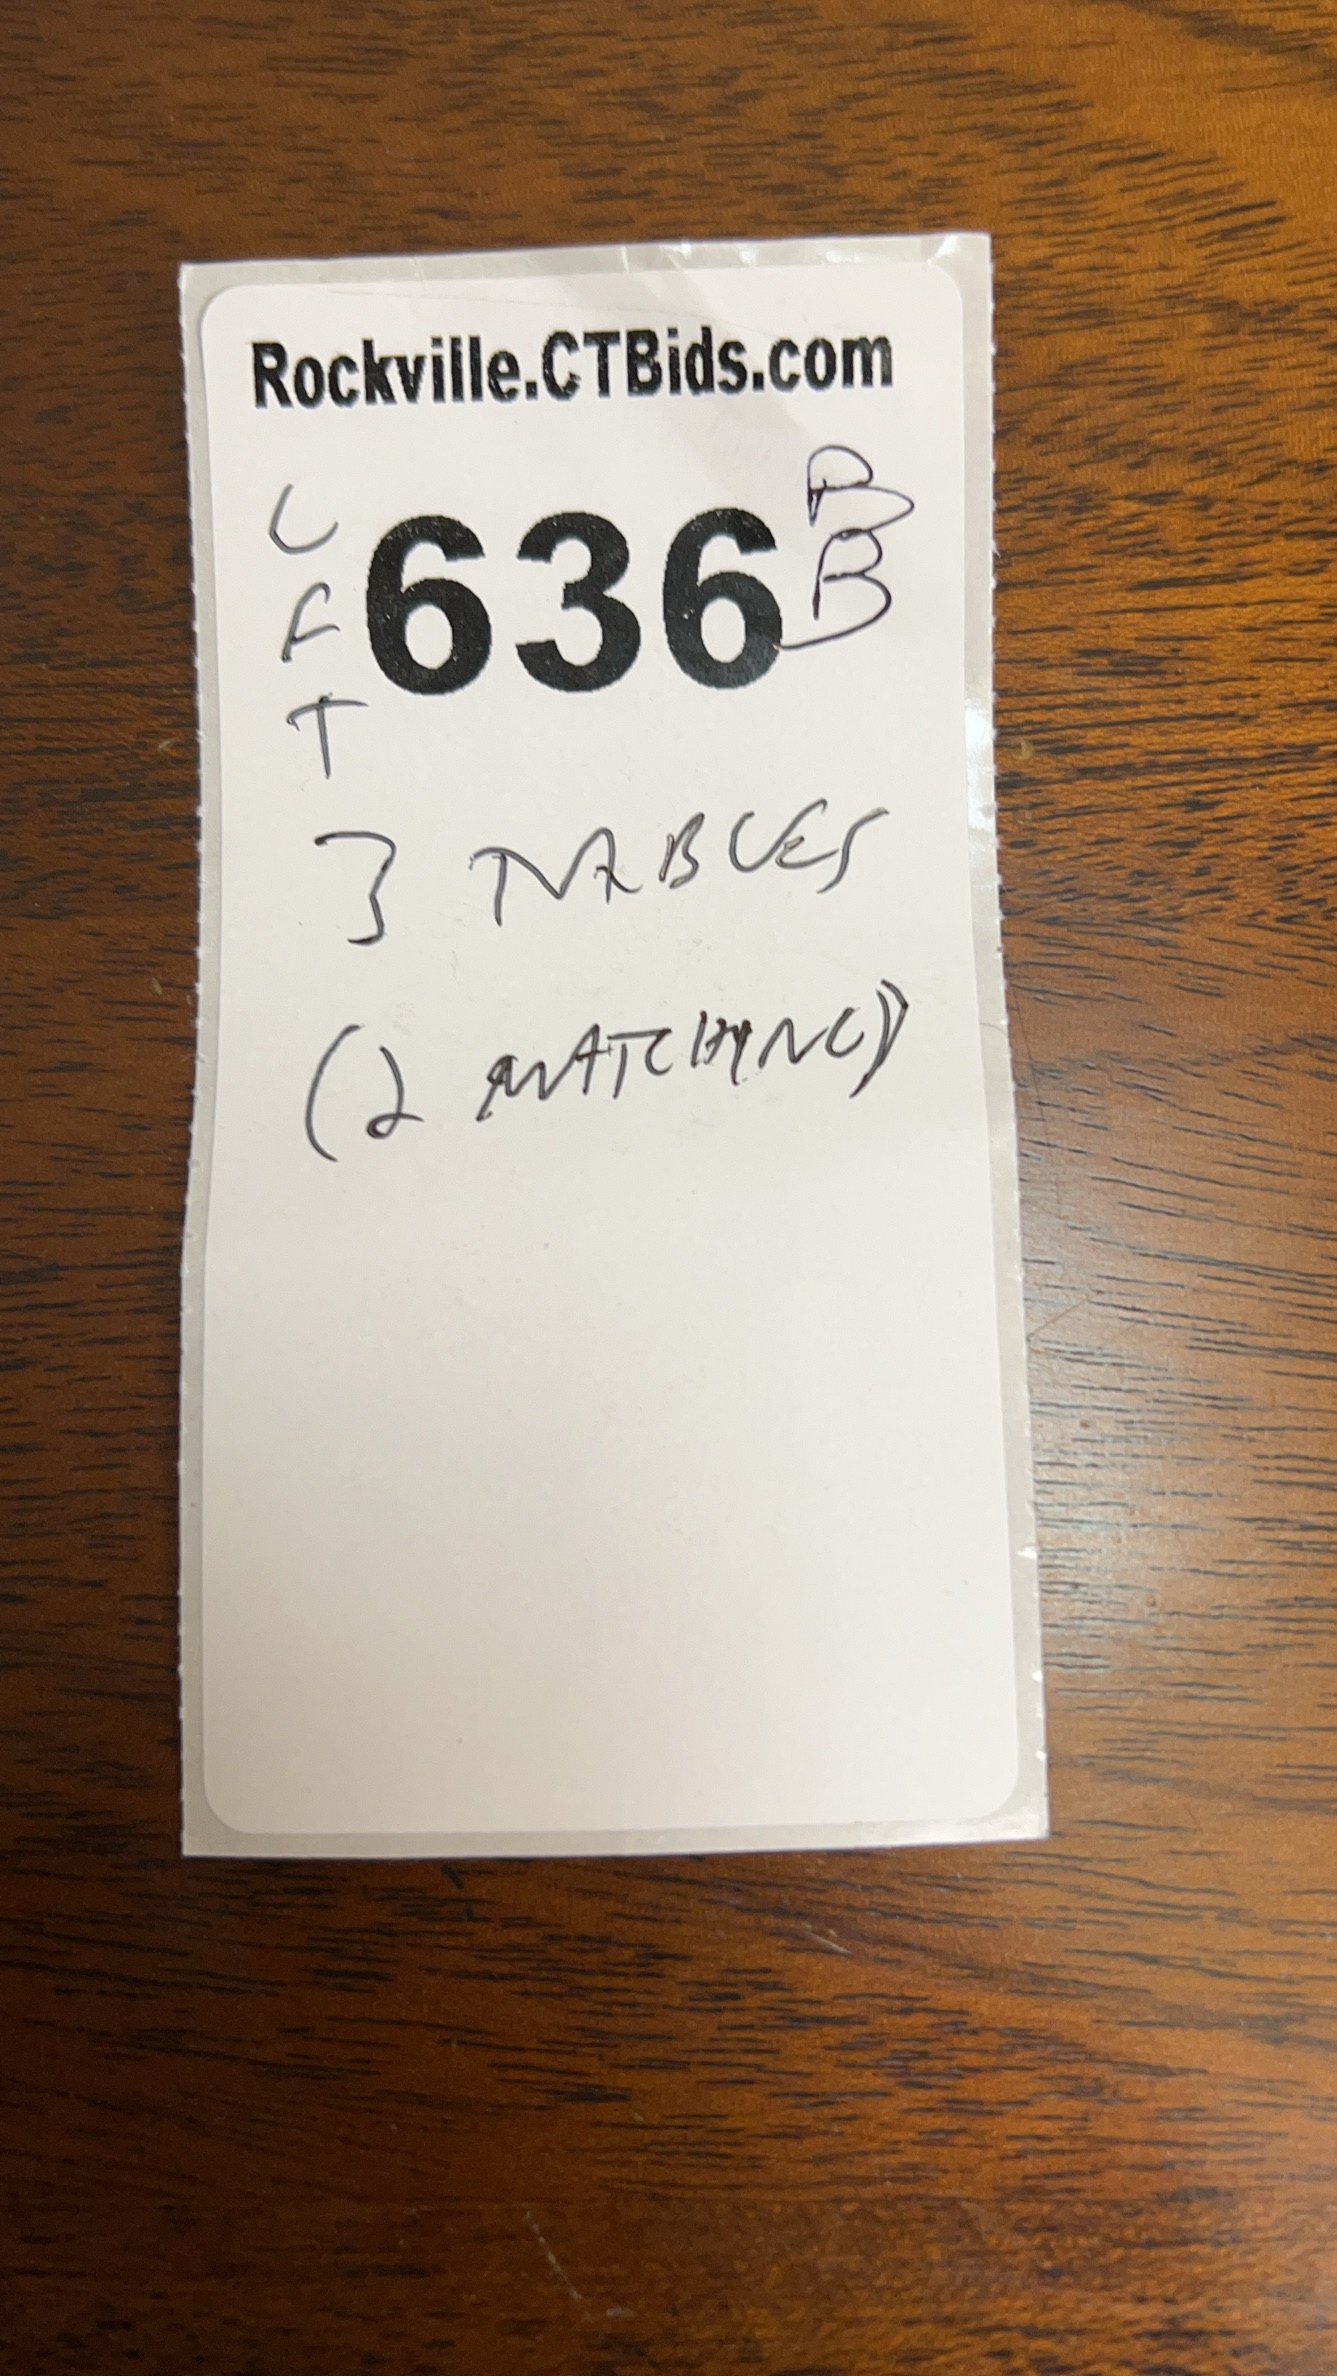 Rockville.CTBids.com
L
F
T
636
B
B
3 TABLES
(2 MATCHING)